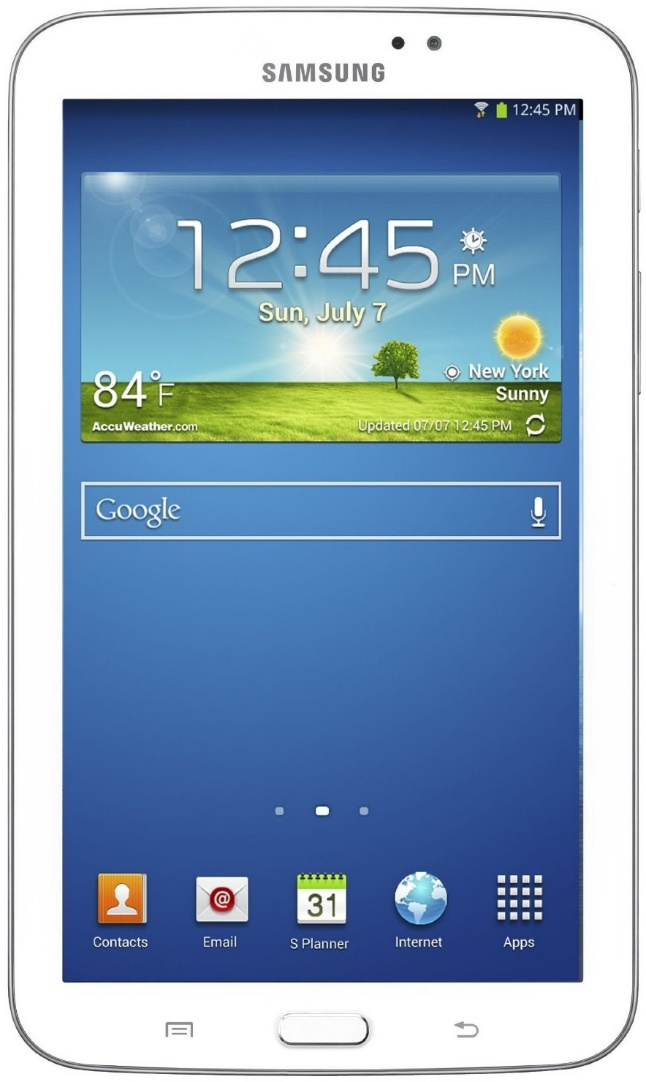 SAMSUNG
12:45 PM
12:45 PM
Sun, July 7
84°F
New York
Sunny
AccuWeather.com
Updated 07/07 12:45 PM
Google
31
Contacts
Email
S Planner
Internet
Apps